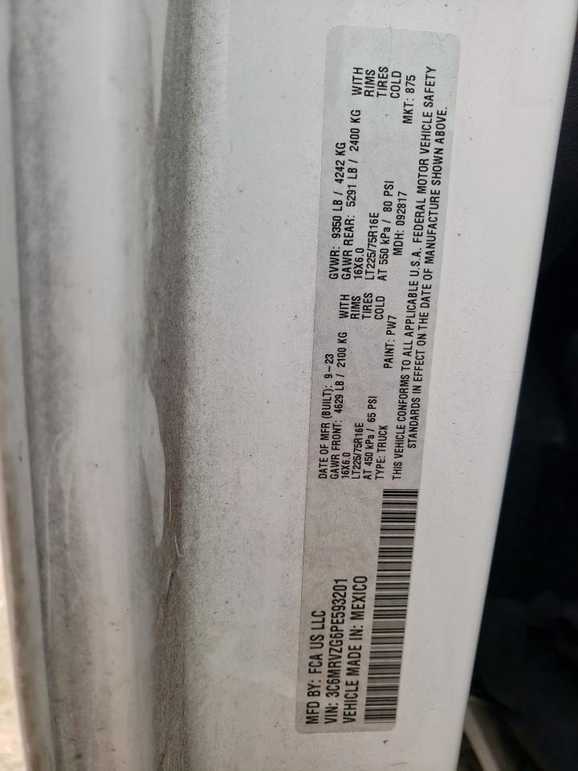 MFD BY: FCA US LLC
VIN: 3C6MRVZG6PE593201
VEHICLE MADE IN: MEXICO
DATE OF MFR (BUILT): 9-23
GAWR FRONT: 4629 LB / 2100 KG
16X6.0 WITH RIMS
LT225/75R16E TIRES
AT 450 kPa / 65 PSI COLD
TYPE: TRUCK
PAINT: PW7
GVWR: 9350 LB / 4242 KG
GAWR REAR: 5291 LB / 2400 KG
16X6.0 WITH RIMS
LT225/75R16E TIRES
AT 550 kPa / 80 PSI COLD
MDH: 092817
MKT: 875
THIS VEHICLE CONFORMS TO ALL APPLICABLE U.S.A. FEDERAL MOTOR VEHICLE SAFETY
STANDARDS IN EFFECT ON THE DATE OF MANUFACTURE SHOWN ABOVE.